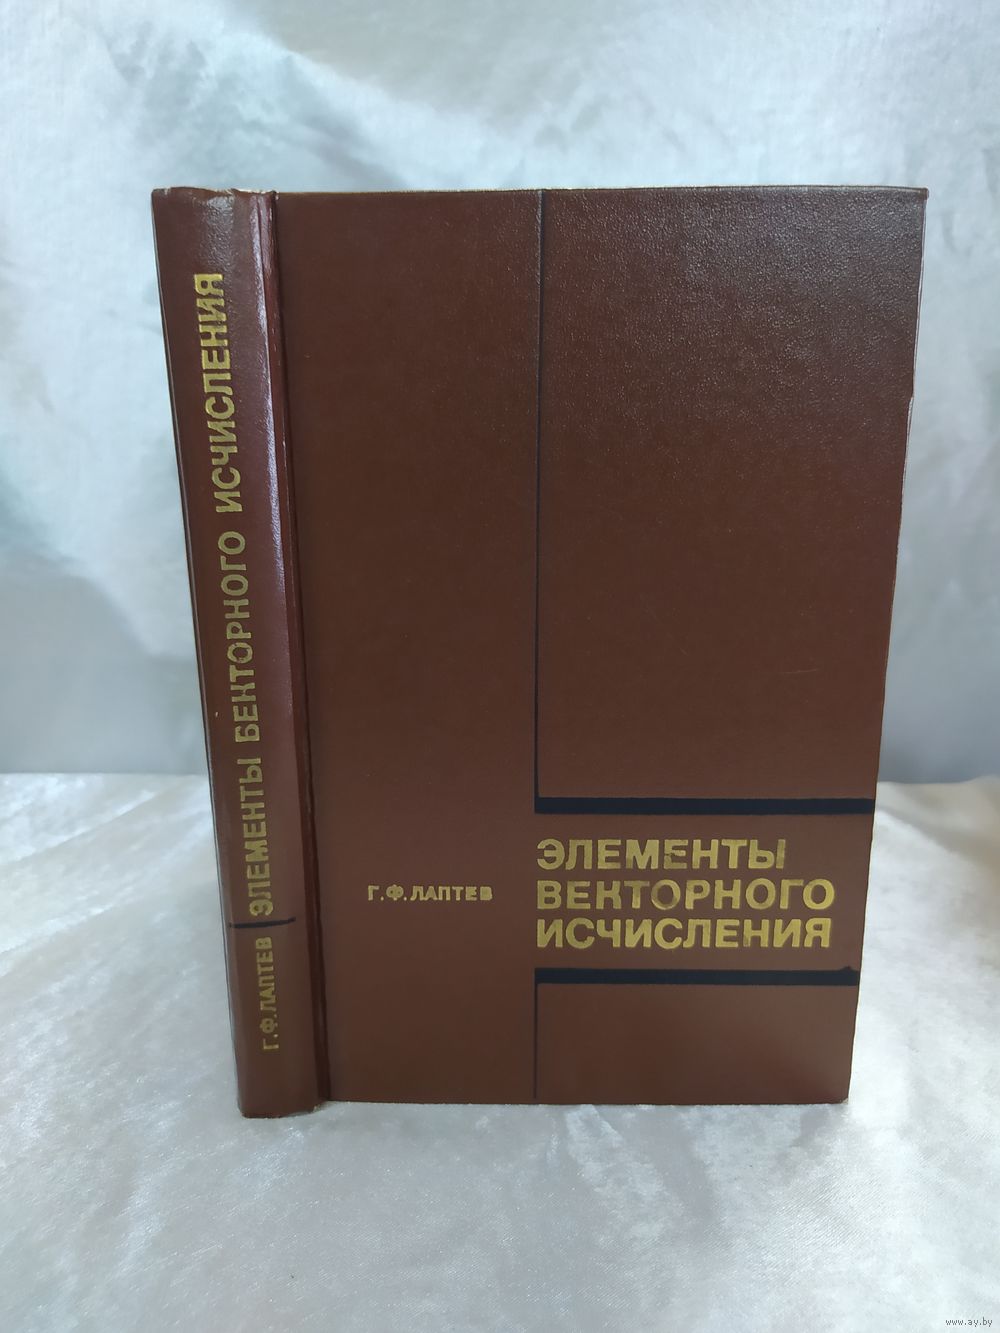 Г.Ф.ЛАПТЕВ ЭЛЕМЕНТЫ ВЕКТОРНОГО ИСЧИСЛЕНИЯ
Г.Ф.ЛАПТЕВ
ЭЛЕМЕНТЫ
ВЕКТОРНОГО
ИСЧИСЛЕНИЯ
www.ay.by